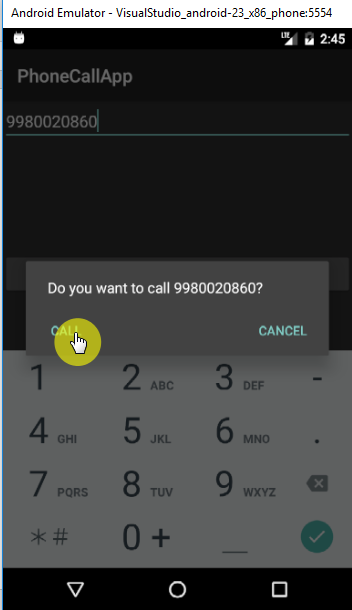 Android Emulator - VisualStudio_android-23_x86_phone:5554
LTE 2:45
PhoneCallApp
9980020860
Do you want to call 9980020860?
CALL CANCEL
1 2 ABC 3 DEF -
4 GHI 5 JKL 6 MNO .
7 PQRS 8 TUV 9 WXYZ
*# 0 + _